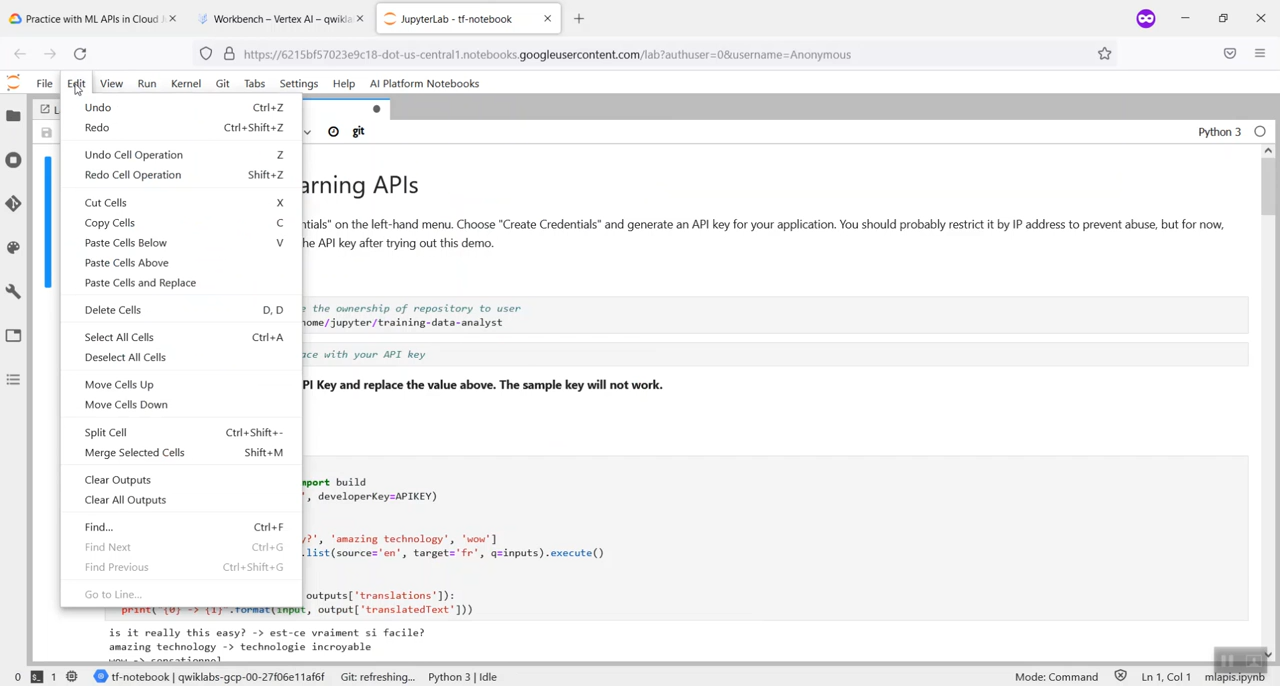 Practice with ML APIs in Cloud
Workbench – Vertex AI – qwikla
JupyterLab - tf-notebook
https://6215bf57023e9c18-dot-us-central1.notebooks.googleusercontent.com/lab?authuser=0&username=Anonymous
File Edit View Run Kernel Git Tabs Settings Help AI Platform Notebooks
Undo Ctrl+Z
Redo Ctrl+Shift+Z
git
Python 3
Undo Cell Operation Z
Redo Cell Operation Shift+Z
arning APIs
Cut Cells X
Copy Cells C
ntials" on the left-hand menu. Choose "Create Credentials" and generate an API key for your application. You should probably restrict it by IP address to prevent abuse, but for now,
Paste Cells Below V
he API key after trying out this demo.
Paste Cells Above
Paste Cells and Replace
Delete Cells D, D
e the ownership of repository to user
ome/jupyter/training-data-analyst
Select All Cells Ctrl+A
Deselect All Cells
ace with your API key
Move Cells Up
PI Key and replace the value above. The sample key will not work.
Move Cells Down
Split Cell Ctrl+Shift+-
Merge Selected Cells Shift+M
Clear Outputs
mport build
Clear All Outputs
', developerKey=APIKEY)
Find... Ctrl+F
y?', 'amazing technology', 'wow']
Find Next Ctrl+G
.list(source='en', target='fr', q=inputs).execute()
Find Previous Ctrl+Shift+G
Go to Line...
outputs['translations']):
print("{0} -> {1}".format(input, output['translatedText']))
is it really this easy? -> est-ce vraiment si facile?
amazing technology -> technologie incroyable
wow -> sensationnel
0 1 tf-notebook | qwiklabs-gcp-00-27f06e11af6f Git: refreshing... Python 3 | Idle Mode: Command Ln 1, Col 1 mlapis.ipynb